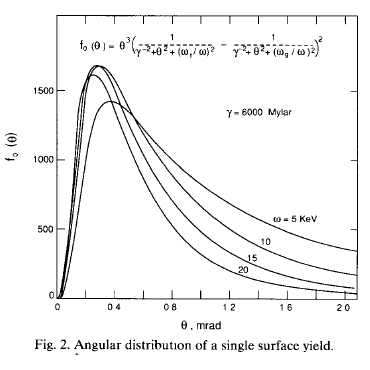 f₀ (θ) = θ³ ( 1 / γ⁻²+θ²+(ω₁/ω)² - 1 / γ⁻²+θ²+(ω_g/ω)² )²
1500
γ = 6000 Mylar
f₀ (θ)
1000
ω = 5 KeV
500
10
15
20
0
0 0 4 0 8 1 2 1 6 2 0
θ , mrad
Fig. 2. Angular distribution of a single surface yield.